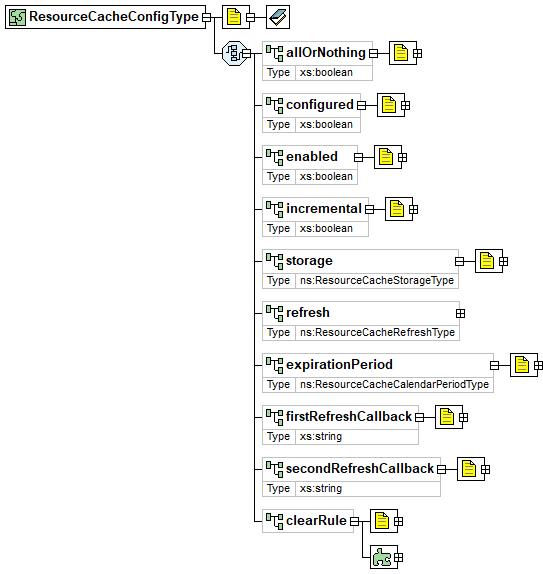 ResourceCacheConfigType
allOrNothing
Type xs:boolean
configured
Type xs:boolean
enabled
Type xs:boolean
incremental
Type xs:boolean
storage
Type ns:ResourceCacheStorageType
refresh
Type ns:ResourceCacheRefreshType
expirationPeriod
Type ns:ResourceCacheCalendarPeriodType
firstRefreshCallback
Type xs:string
secondRefreshCallback
Type xs:string
clearRule